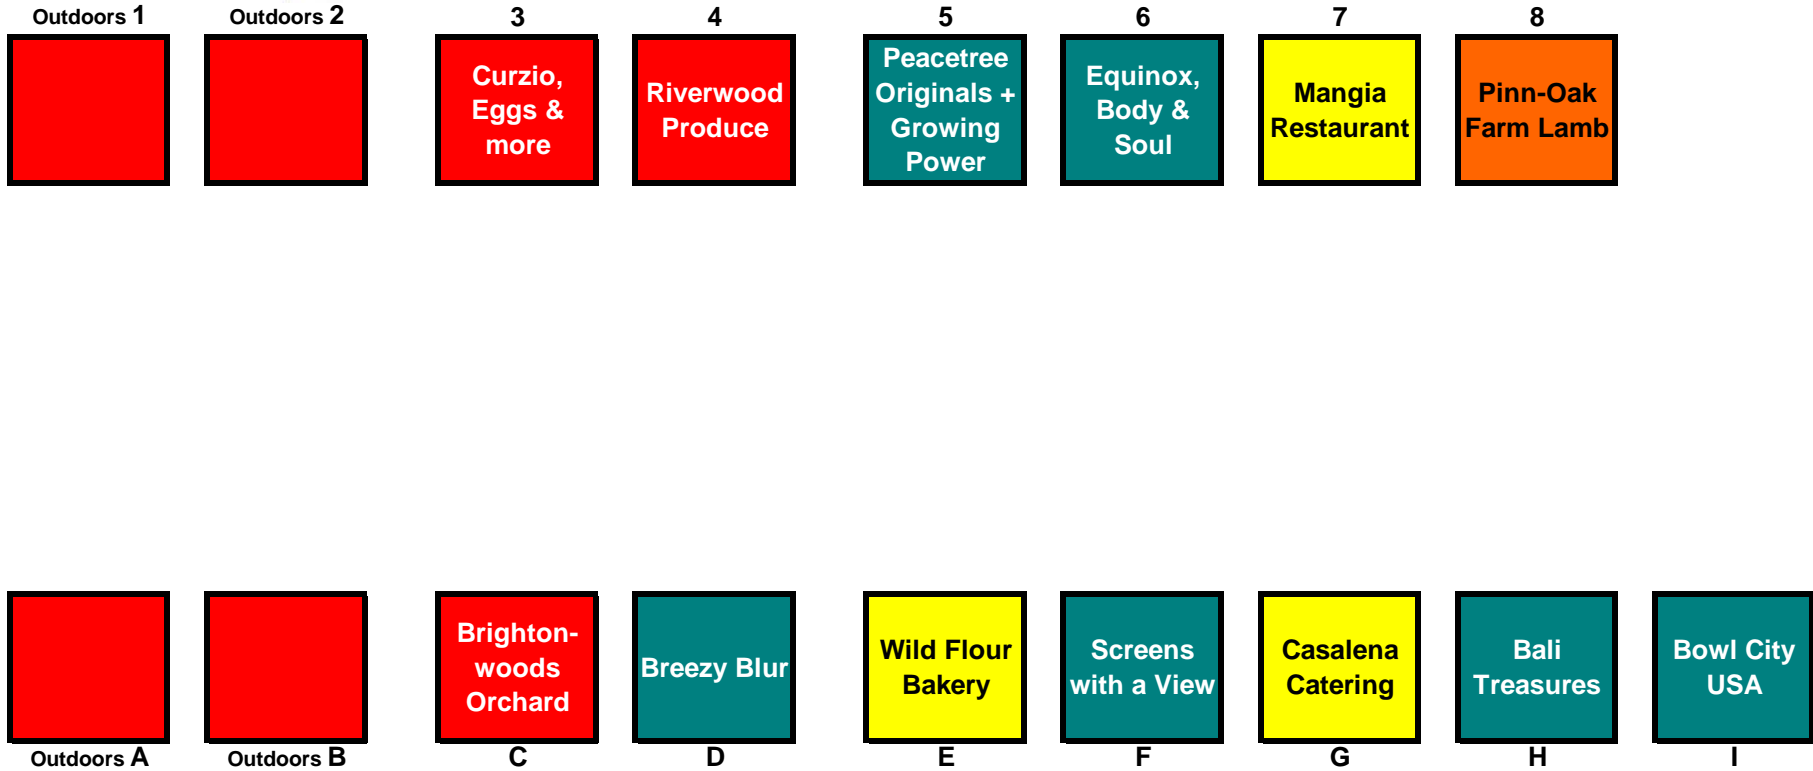 Outdoors 1
Outdoors 2
3
4
5
6
7
8
Curzio,
Eggs &
more
Riverwood
Produce
Peacetree
Originals +
Growing
Power
Equinox,
Body &
Soul
Mangia
Restaurant
Pinn-Oak
Farm Lamb
Brighton-
woods
Orchard
Breezy Blur
Wild Flour
Bakery
Screens
with a View
Casalena
Catering
Bali
Treasures
Bowl City
USA
Outdoors A
Outdoors B
C
D
E
F
G
H
I